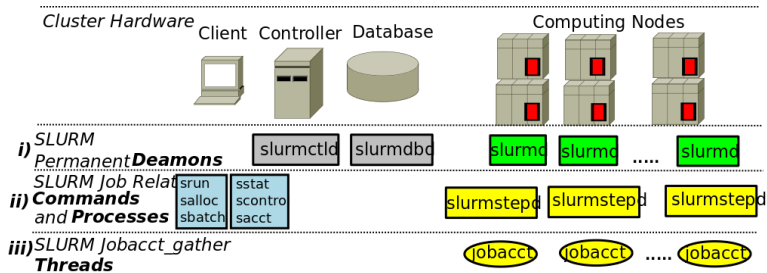 Cluster Hardware
Client Controller Database Computing Nodes
i) SLURM
Permanent Deamons
slurmctld slurmdbd slurmd slurmd ..... slurmd
ii) SLURM Job Relat
Commands
and Processes
srun
salloc
sbatch
sstat
scontro
sacct
slurmstepd slurmstepd slurmstepd
iii) SLURM Jobacct_gather
Threads
jobacct jobacct ..... jobacct